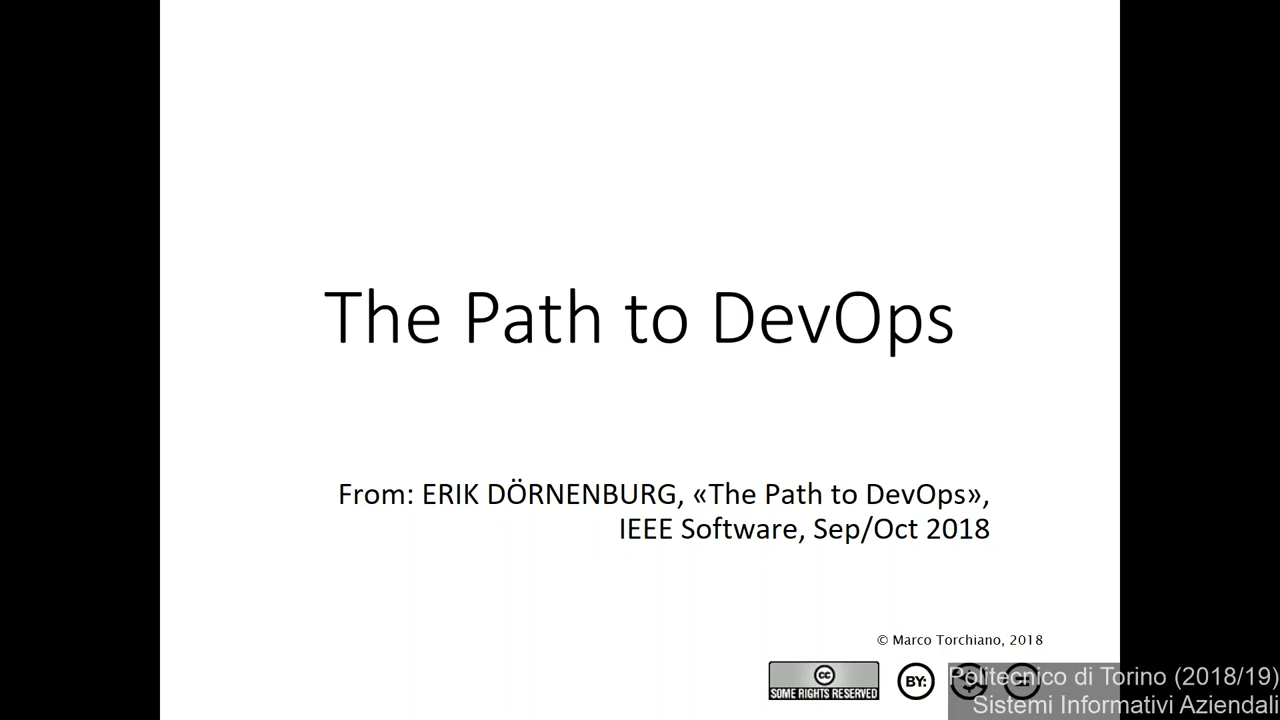 The Path to DevOps
From: ERIK DÖRNENBURG, «The Path to DevOps»,
IEEE Software, Sep/Oct 2018
© Marco Torchiano, 2018
cc
SOME RIGHTS RESERVED
BY:
Politecnico di Torino (2018/19)
Sistemi Informativi Aziendali